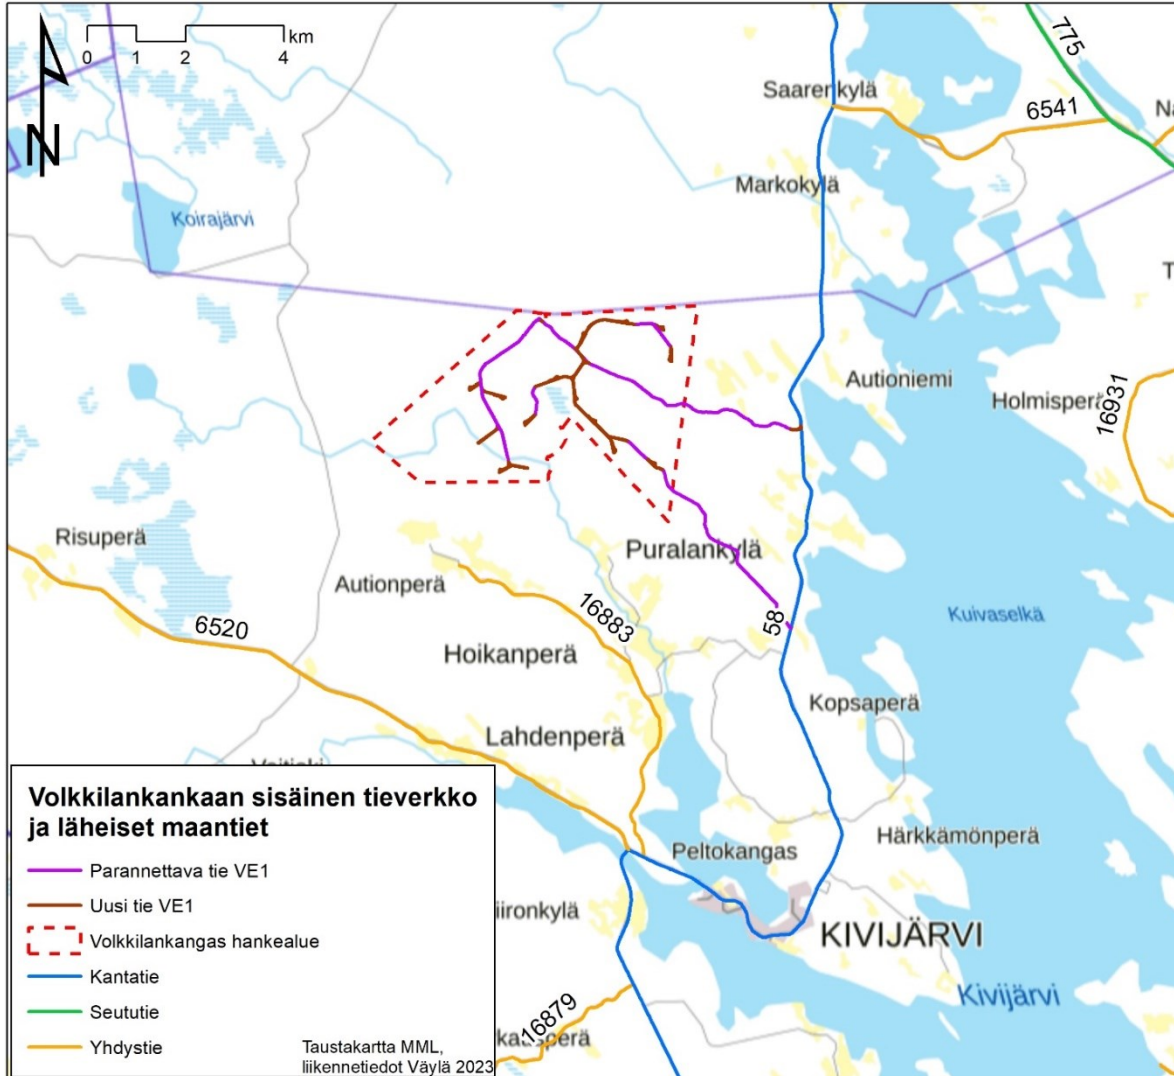 km
0 1 2 4
N
775
Saarenkylä
6541
Markokylä
Koirajärvi
Autioniemi
Holmisperä
16931
Risuperä
Puralankylä
Autionperä
16883
58
Kuivaselkä
6520
Hoikanperä
Kopsaperä
Lahdenperä
Härkkämönperä
Peltokangas
KIVIJÄRVI
Kivijärvi
16879
Volkkilankankaan sisäinen tieverkko
ja läheiset maantiet
Parannettava tie VE1
Uusi tie VE1
Volkkilankangas hankealue
Kantatie
Seututie
Yhdystie
Taustakartta MML,
liikennetiedot Väylä 2023